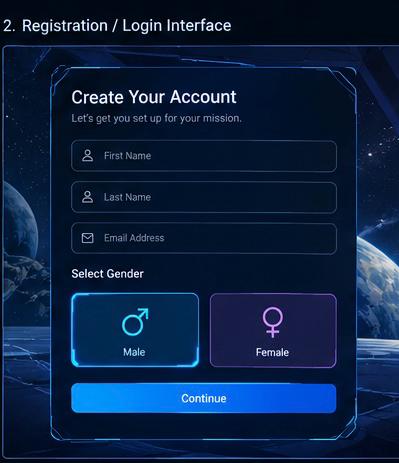 2. Registration / Login Interface
Create Your Account
Let's get you set up for your mission.
First Name
Last Name
Email Address
Select Gender
Male
Female
Continue